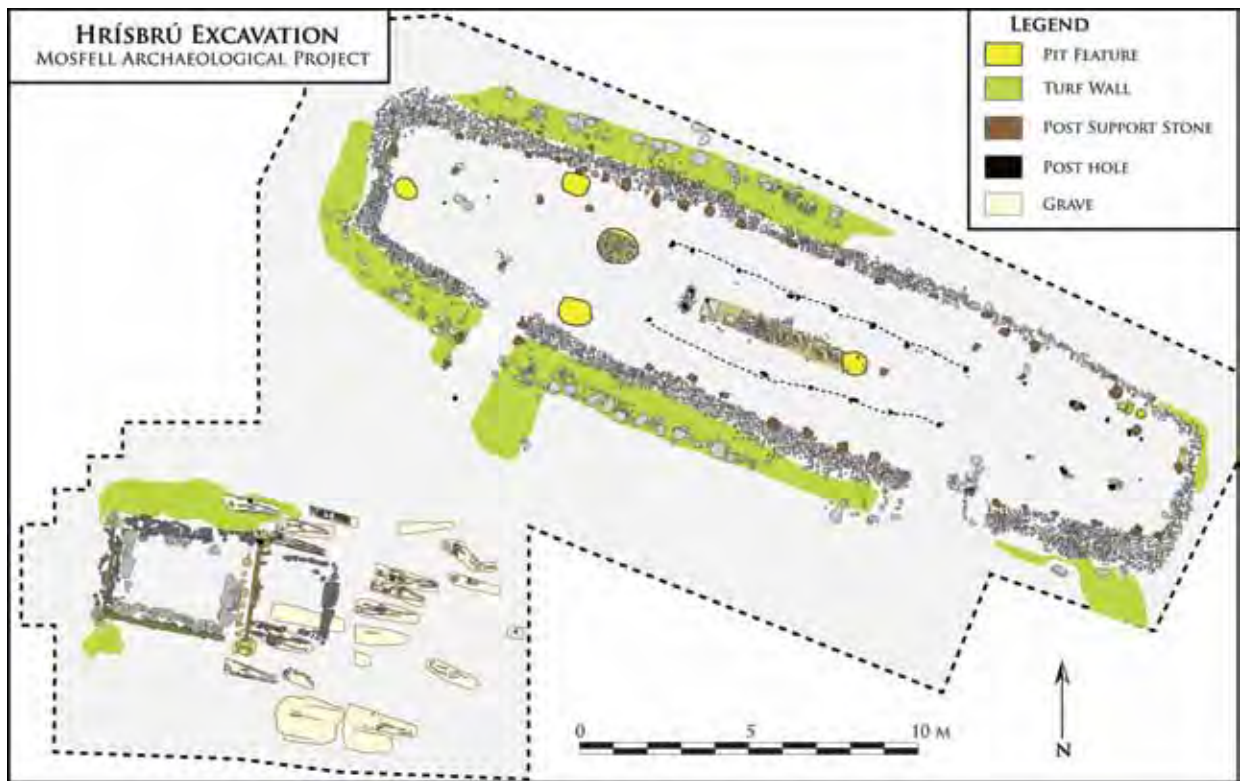 HRÍSBRÚ EXCAVATION
MOSFELL ARCHAEOLOGICAL PROJECT
LEGEND
PIT FEATURE
TURF WALL
POST SUPPORT STONE
POST HOLE
GRAVE
0 5 10 M
N